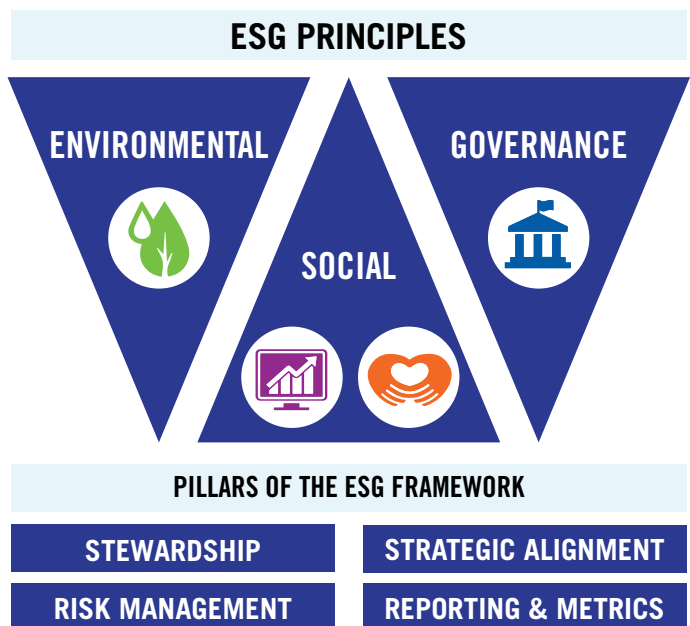 ESG PRINCIPLES
ENVIRONMENTAL
GOVERNANCE
SOCIAL
PILLARS OF THE ESG FRAMEWORK
STEWARDSHIP
STRATEGIC ALIGNMENT
RISK MANAGEMENT
REPORTING & METRICS